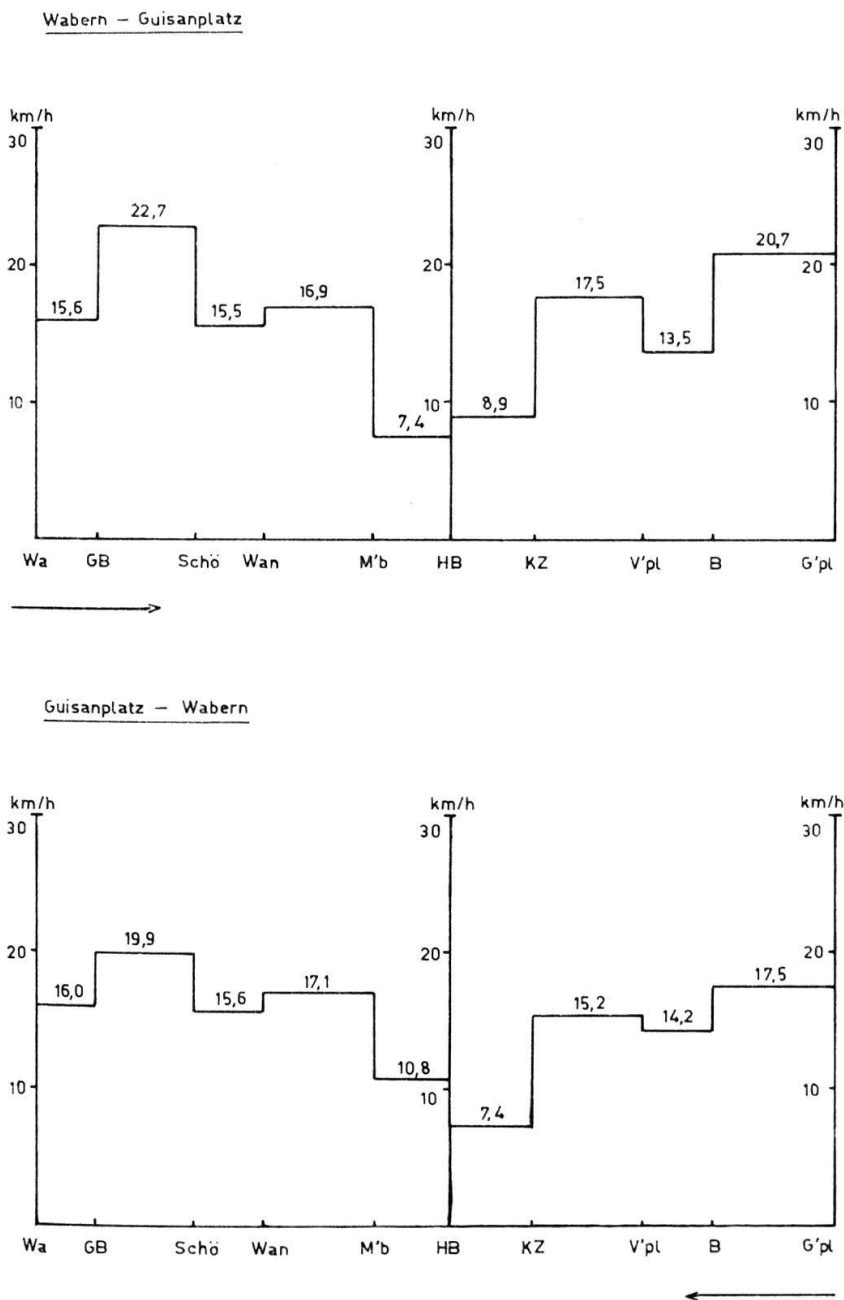 Wabern – Guisanplatz
km/h km/h km/h
30 30 30
22,7
20,7
20 20 20
15,6 15,5 16,9 17,5
13,5
10 10 10
7,4 8,9
Wa GB Schö Wan M'b HB KZ V'pl B G'pl
Guisanplatz – Wabern
km/h km/h km/h
30 30 30
19,9
20 20 20
16,0 15,6 17,1 15,2 14,2 17,5
10,8
10 10 10
7,4
Wa GB Schö Wan M'b HB KZ V'pl B G'pl